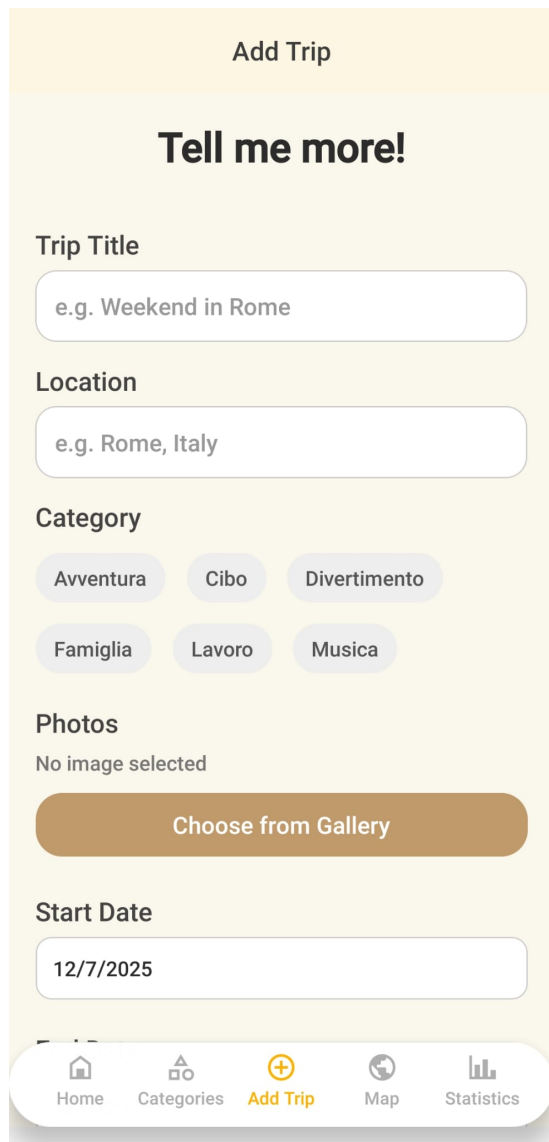 Add Trip
Tell me more!
Trip Title
e.g. Weekend in Rome
Location
e.g. Rome, Italy
Category
Avventura Cibo Divertimento
Famiglia Lavoro Musica
Photos
No image selected
Choose from Gallery
Start Date
12/7/2025
Home Categories Add Trip Map Statistics